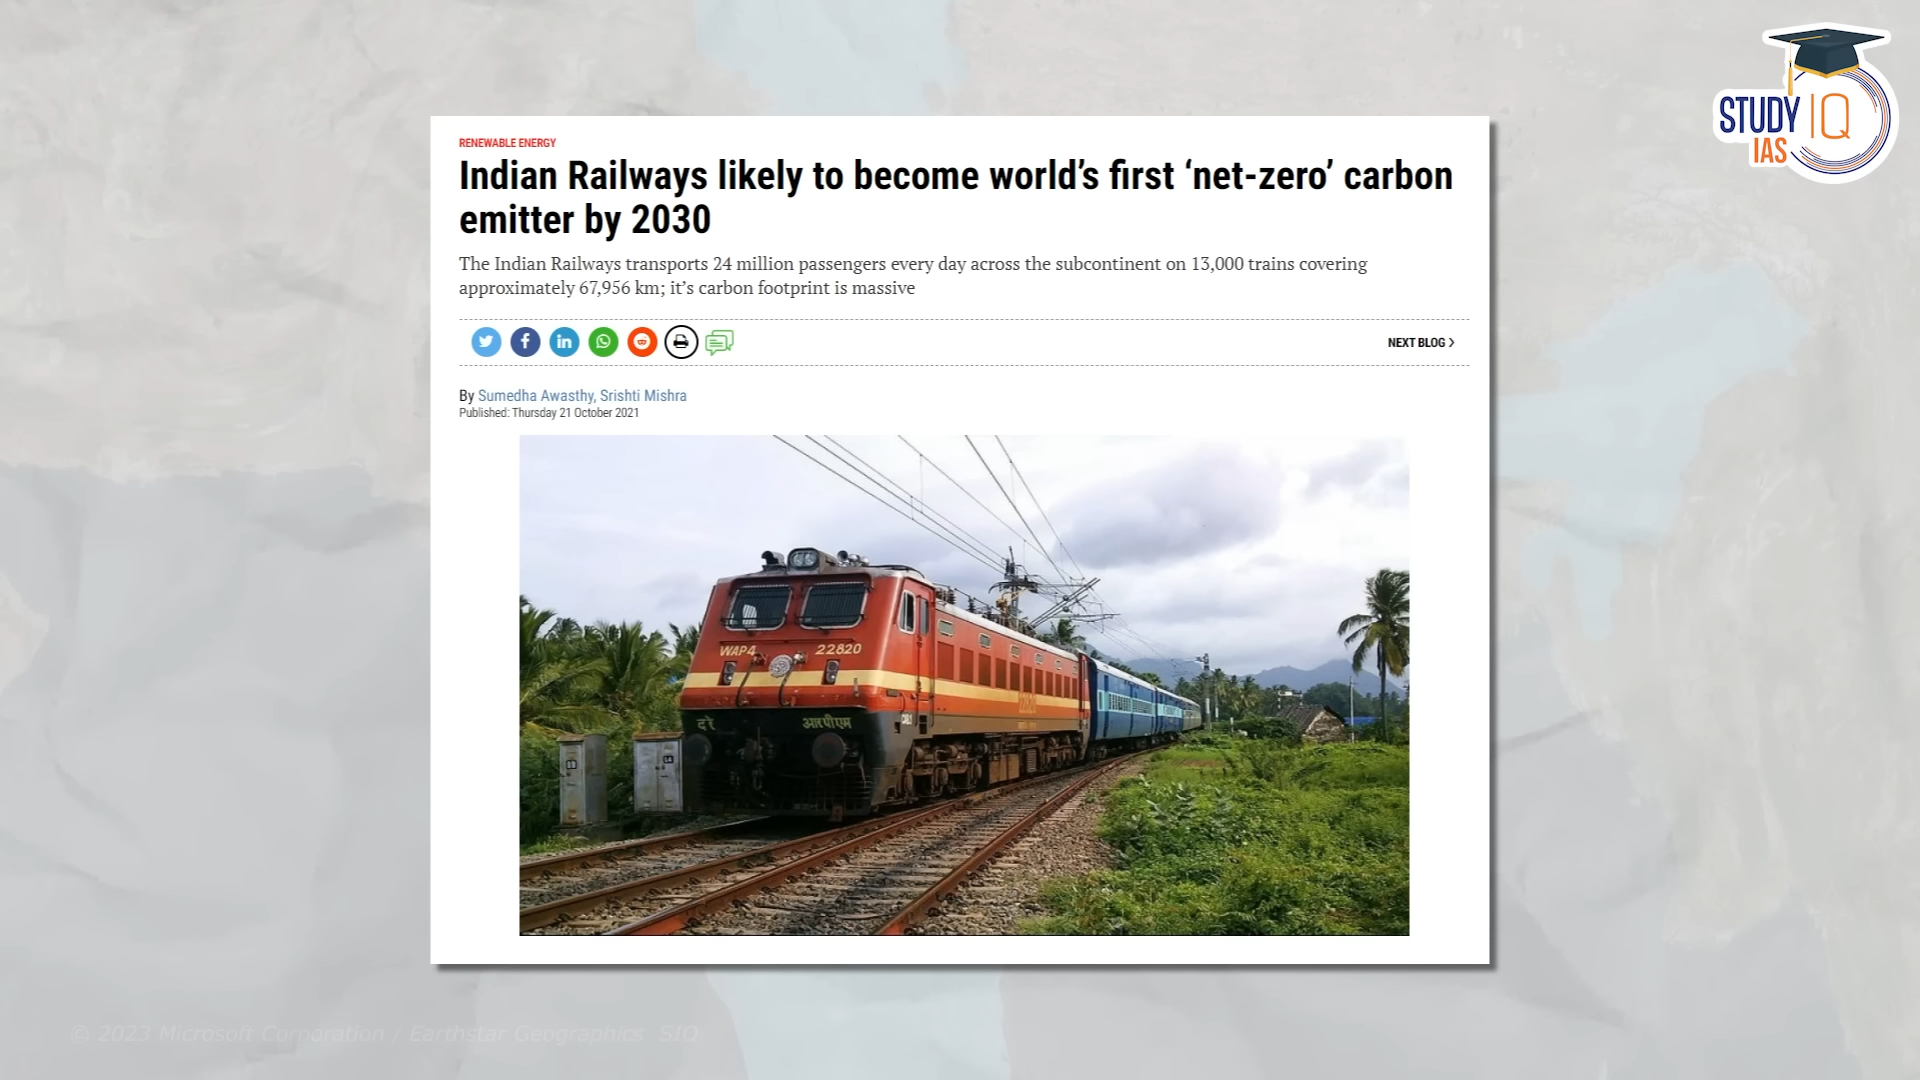 STUDY IQ
IAS
RENEWABLE ENERGY
Indian Railways likely to become world’s first ‘net-zero’ carbon
emitter by 2030
The Indian Railways transports 24 million passengers every day across the subcontinent on 13,000 trains covering
approximately 67,956 km; it’s carbon footprint is massive
NEXT BLOG >
By Sumedha Awasthy, Srishti Mishra
Published: Thursday 21 October 2021
WAP4 22820
द रे आरपीएम
© 2023 Microsoft Corporation / Earthstar Geographics SIO